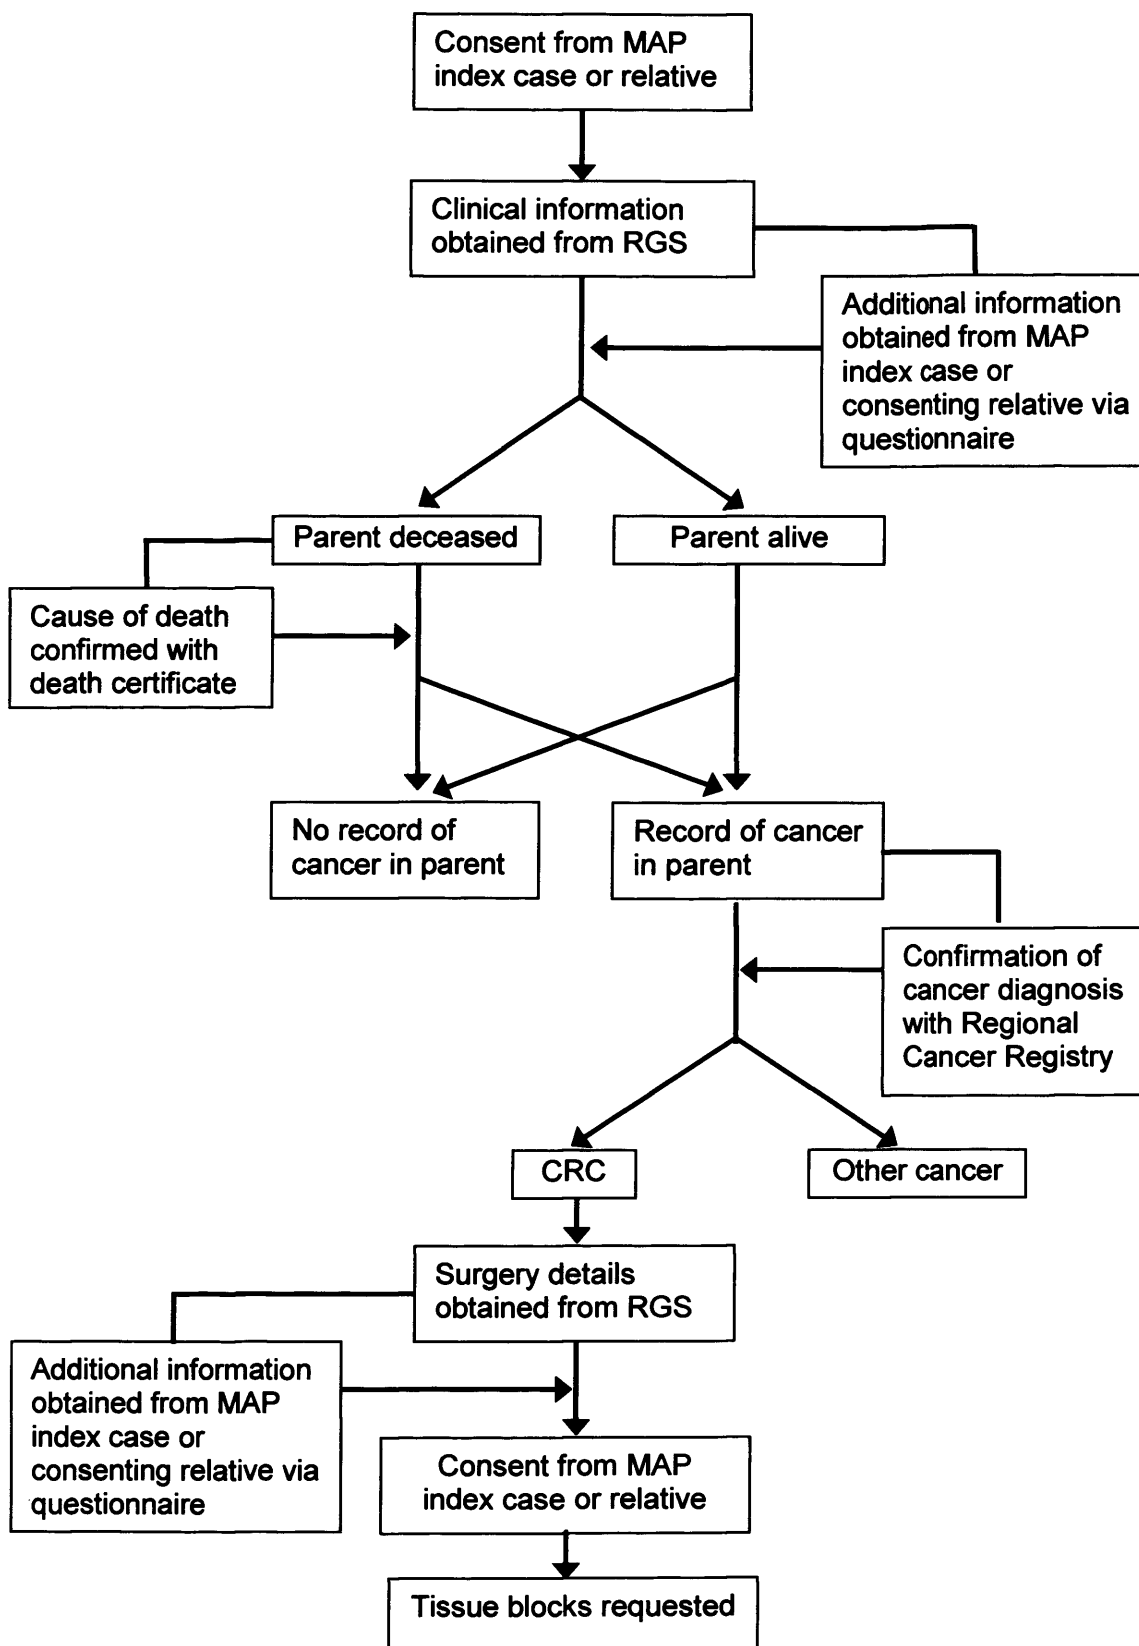 Consent from MAP
index case or relative
Clinical information
obtained from RGS
Additional information
obtained from MAP
index case or
consenting relative via
questionnaire
Parent deceased
Parent alive
Cause of death
confirmed with
death certificate
No record of
cancer in parent
Record of cancer
in parent
Confirmation of
cancer diagnosis
with Regional
Cancer Registry
CRC
Other cancer
Surgery details
obtained from RGS
Additional information
obtained from MAP
index case or
consenting relative via
questionnaire
Consent from MAP
index case or relative
Tissue blocks requested